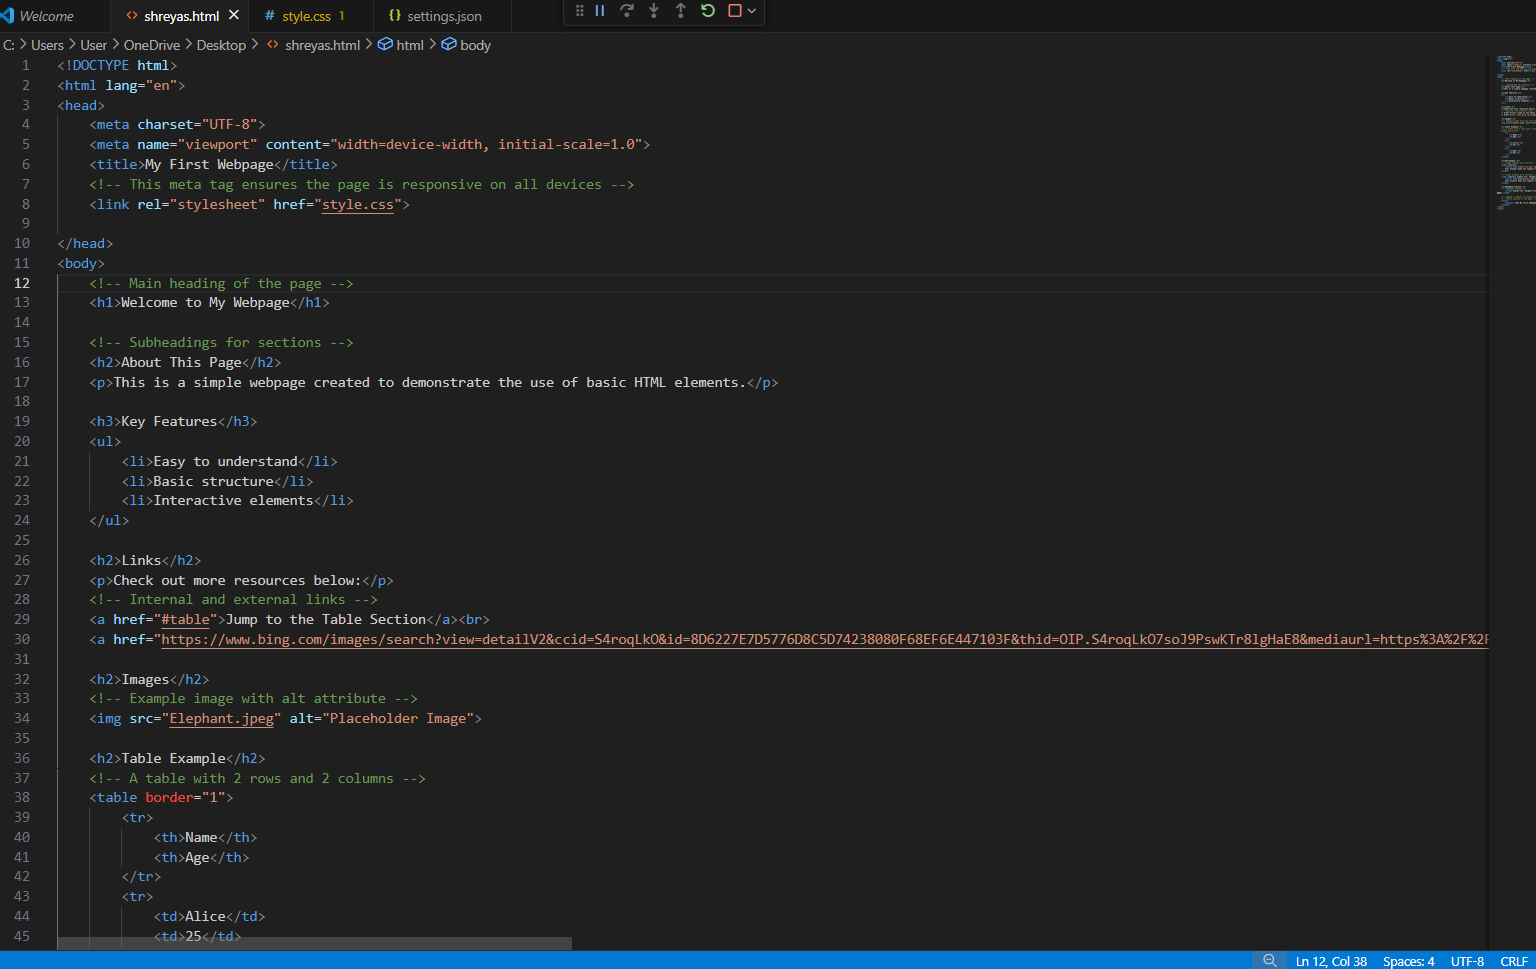 Welcome
shreyas.html
style.css 1
settings.json
C: > Users > User > OneDrive > Desktop > shreyas.html > html > body
1 <!DOCTYPE html>
2 <html lang="en">
3 <head>
4 <meta charset="UTF-8">
5 <meta name="viewport" content="width=device-width, initial-scale=1.0">
6 <title>My First Webpage</title>
7 <!-- This meta tag ensures the page is responsive on all devices -->
8 <link rel="stylesheet" href="style.css">
9
10 </head>
11 <body>
12 <!-- Main heading of the page -->
13 <h1>Welcome to My Webpage</h1>
14
15 <!-- Subheadings for sections -->
16 <h2>About This Page</h2>
17 <p>This is a simple webpage created to demonstrate the use of basic HTML elements.</p>
18
19 <h3>Key Features</h3>
20 <ul>
21 <li>Easy to understand</li>
22 <li>Basic structure</li>
23 <li>Interactive elements</li>
24 </ul>
25
26 <h2>Links</h2>
27 <p>Check out more resources below:</p>
28 <!-- Internal and external links -->
29 <a href="#table">Jump to the Table Section</a><br>
30 <a href="https://www.bing.com/images/search?view=detailV2&ccid=S4roqLkO&id=8D6227E7D5776D8C5D74238080F68EF6E447103F&thid=OIP.S4roqLkO7soJ9PswKTr8lgHaE8&mediaurl=https%3A%2F%2F
31
32 <h2>Images</h2>
33 <!-- Example image with alt attribute -->
34 <img src="Elephant.jpeg" alt="Placeholder Image">
35
36 <h2>Table Example</h2>
37 <!-- A table with 2 rows and 2 columns -->
38 <table border="1">
39 <tr>
40 <th>Name</th>
41 <th>Age</th>
42 </tr>
43 <tr>
44 <td>Alice</td>
45 <td>25</td>
Ln 12, Col 38 Spaces: 4 UTF-8 CRLF